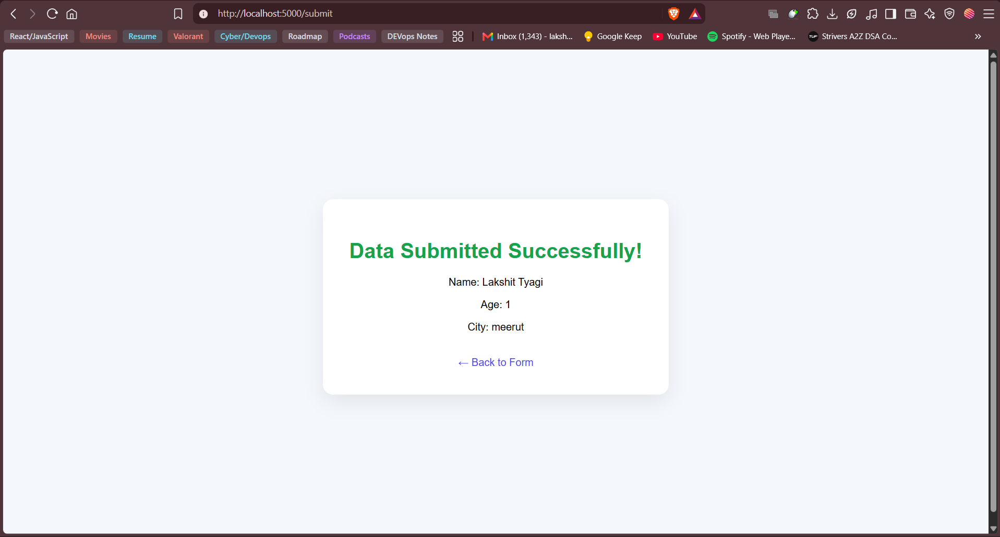 http://localhost:5000/submit
React/JavaScript Movies Resume Valorant Cyber/Devops Roadmap Podcasts DEVops Notes Inbox (1,343) - laksh... Google Keep YouTube Spotify - Web Playe... TUF Strivers A2Z DSA Co...
Data Submitted Successfully!
Name: Lakshit Tyagi
Age: 1
City: meerut
← Back to Form